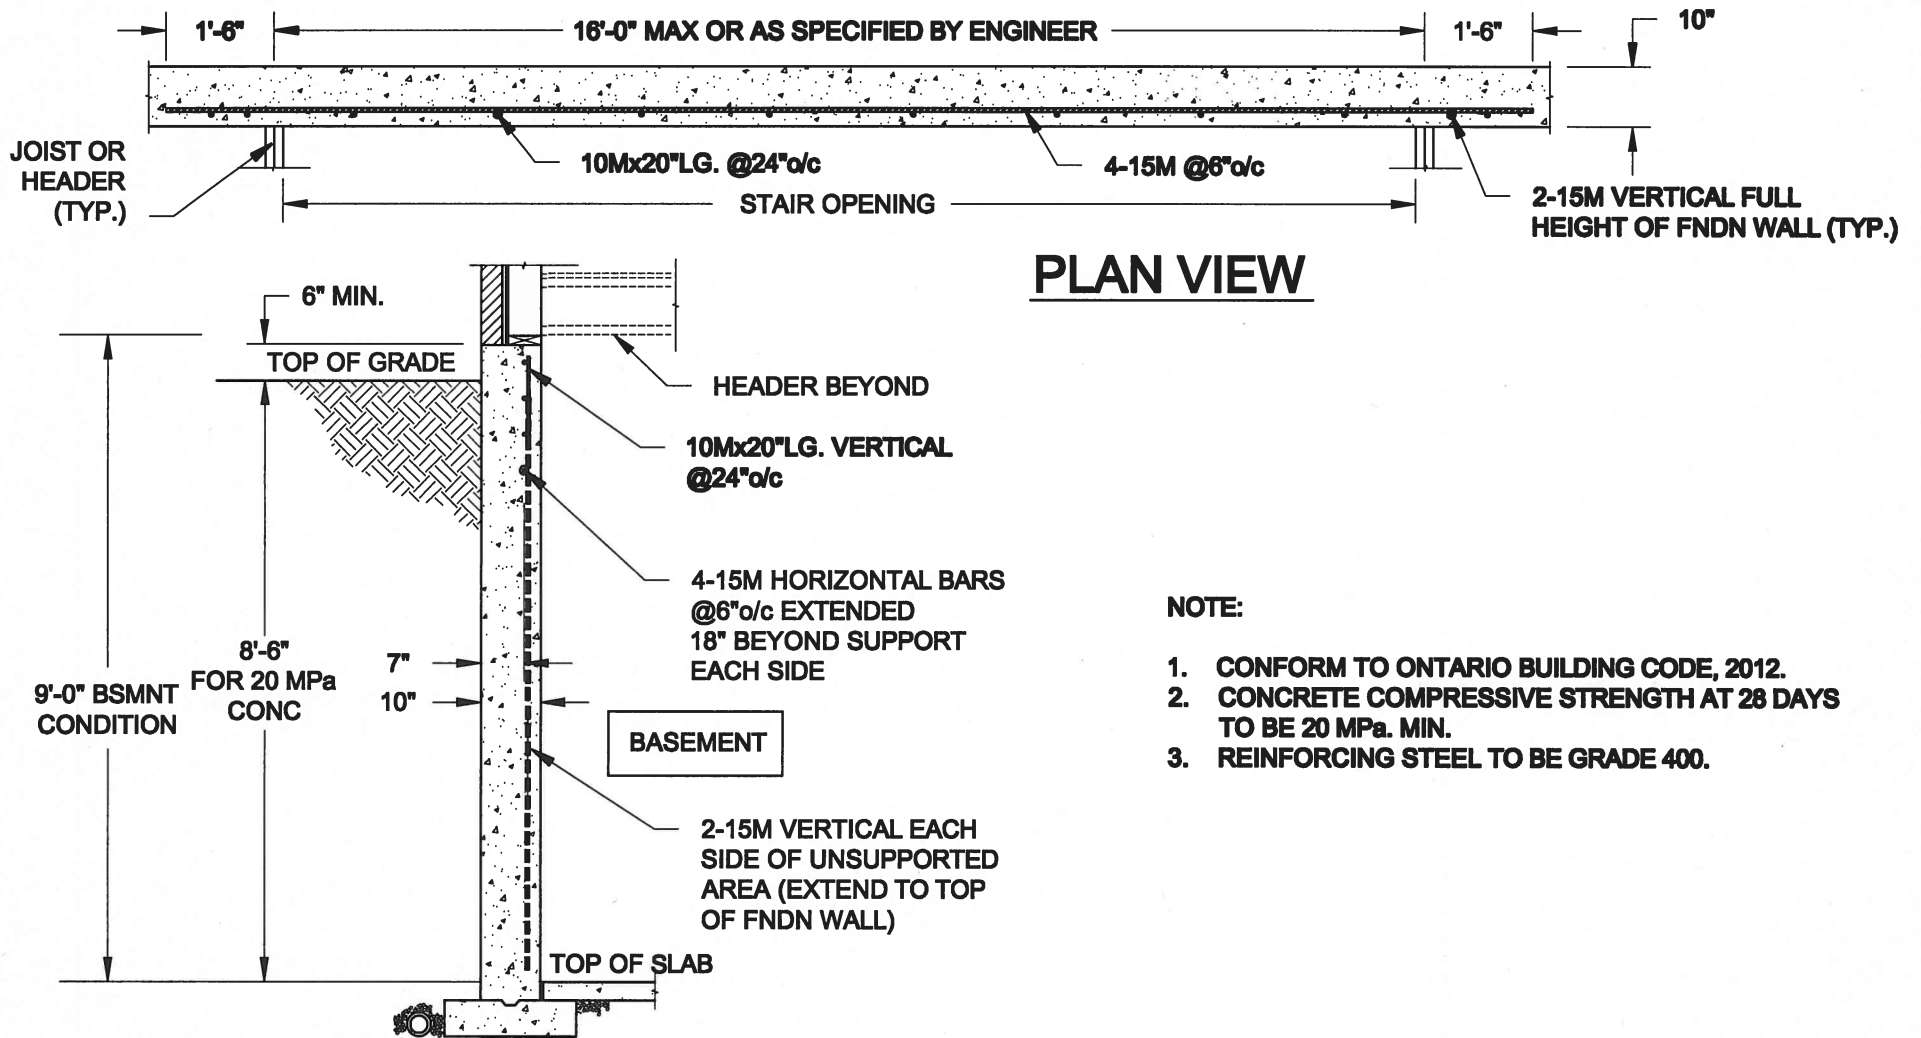 1'-6"
16'-0" MAX OR AS SPECIFIED BY ENGINEER
1'-6"
10"
JOIST OR
HEADER
(TYP.)
10Mx20"LG. @24"o/c
4-15M @6"o/c
STAIR OPENING
2-15M VERTICAL FULL
HEIGHT OF FNDN WALL (TYP.)
PLAN VIEW
6" MIN.
TOP OF GRADE
HEADER BEYOND
10Mx20"LG. VERTICAL
@24"o/c
4-15M HORIZONTAL BARS
@6"o/c EXTENDED
18" BEYOND SUPPORT
EACH SIDE
9'-0" BSMNT
CONDITION
8'-6"
FOR 20 MPa
CONC
7"
10"
BASEMENT
2-15M VERTICAL EACH
SIDE OF UNSUPPORTED
AREA (EXTEND TO TOP
OF FNDN WALL)
TOP OF SLAB
NOTE:
1. CONFORM TO ONTARIO BUILDING CODE, 2012.
2. CONCRETE COMPRESSIVE STRENGTH AT 28 DAYS
TO BE 20 MPa. MIN.
3. REINFORCING STEEL TO BE GRADE 400.